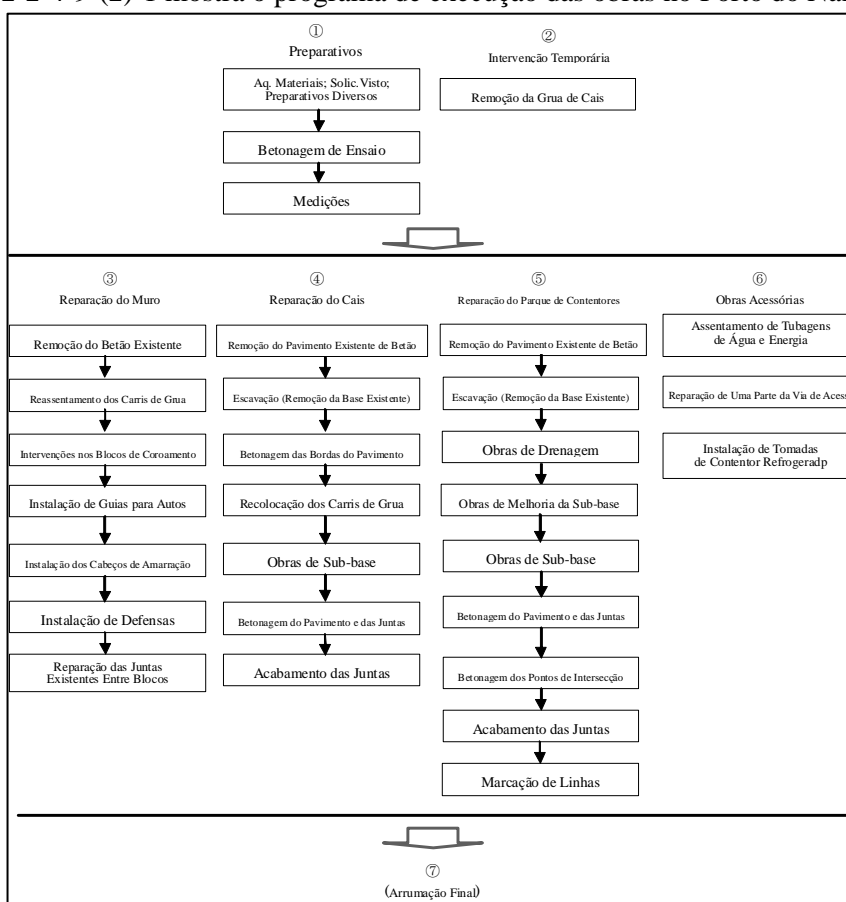 ①
Preparativos
Aq. Materiais; Solic.Visto;
Preparativos Diversos
Betonagem de Ensaio
Medições
②
Intervenção Temporária
Remoção da Grua de Cais
③
Reparação do Muro
Remoção do Betão Existente
Reassentamento dos Carris de Grua
Intervenções nos Blocos de Coroamento
Instalação de Guias para Autos
Instalação dos Cabeços de Amarração
Instalação de Defensas
Reparação das Juntas
Existentes Entre Blocos
④
Reparação do Cais
Remoção do Pavimento Existente de Betão
Escavação (Remoção da Base Existente)
Betonagem das Bordas do Pavimento
Recolocação dos Carris de Grua
Obras de Sub-base
Betonagem do Pavimento e das Juntas
Acabamento das Juntas
⑤
Reparação do Parque de Contentores
Remoção do Pavimento Existente de Betão
Escavação (Remoção da Base Existente)
Obras de Drenagem
Obras de Melhoria da Sub-base
Obras de Sub-base
Betonagem do Pavimento e das Juntas
Betonagem dos Pontos de Intersecção
Acabamento das Juntas
Marcação de Linhas
⑥
Obras Acessórias
Assentamento de Tubagens
de Água e Energia
Reparação de Uma Parte da Via de Acess
Instalação de Tomadas
de Contentor Refrogeradp
⑦
(Arrumação Final)